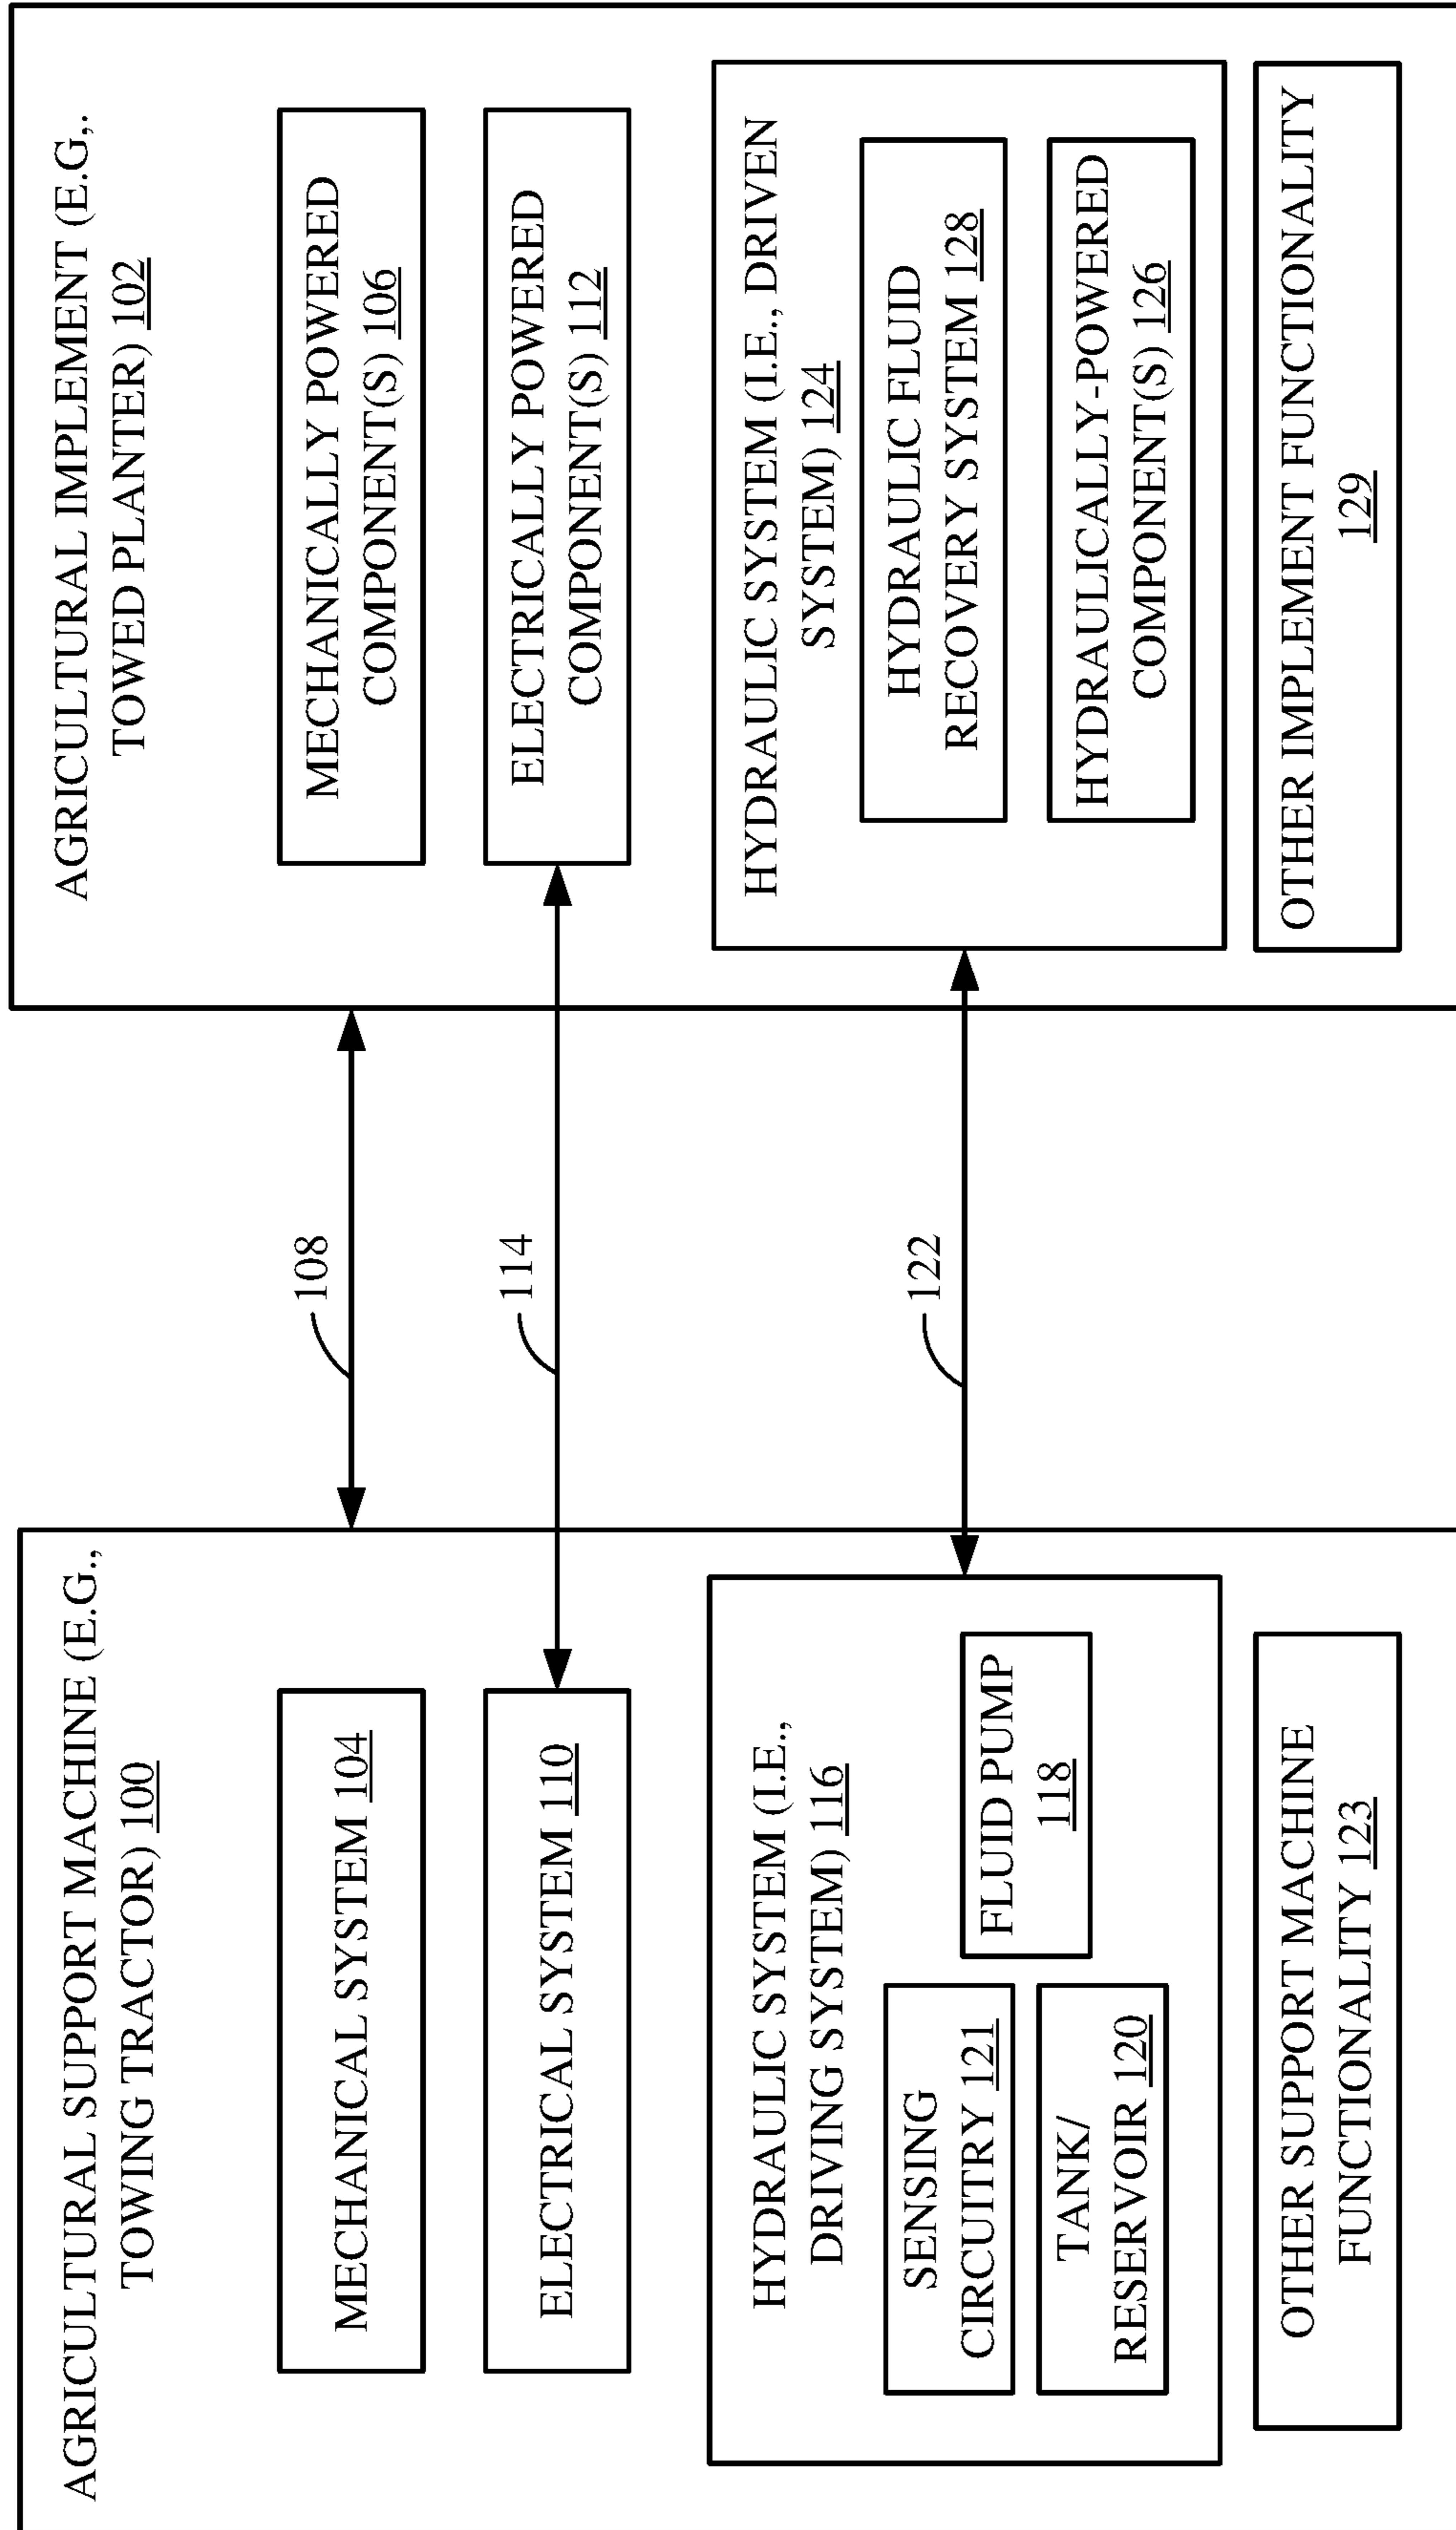 AGRICULTURAL SUPPORT MACHINE (E.G.,
TOWING TRACTOR) 100
MECHANICAL SYSTEM 104
ELECTRICAL SYSTEM 110
HYDRAULIC SYSTEM (I.E.,
DRIVING SYSTEM) 116
SENSING
CIRCUITRY 121
TANK/
RESERVOIR 120
FLUID PUMP
118
OTHER SUPPORT MACHINE
FUNCTIONALITY 123
108
114
122
AGRICULTURAL IMPLEMENT (E.G,.
TOWED PLANTER) 102
MECHANICALLY POWERED
COMPONENT(S) 106
ELECTRICALLY POWERED
COMPONENT(S) 112
HYDRAULIC SYSTEM (I.E., DRIVEN
SYSTEM) 124
HYDRAULIC FLUID
RECOVERY SYSTEM 128
HYDRAULICALLY-POWERED
COMPONENT(S) 126
OTHER IMPLEMENT FUNCTIONALITY
129